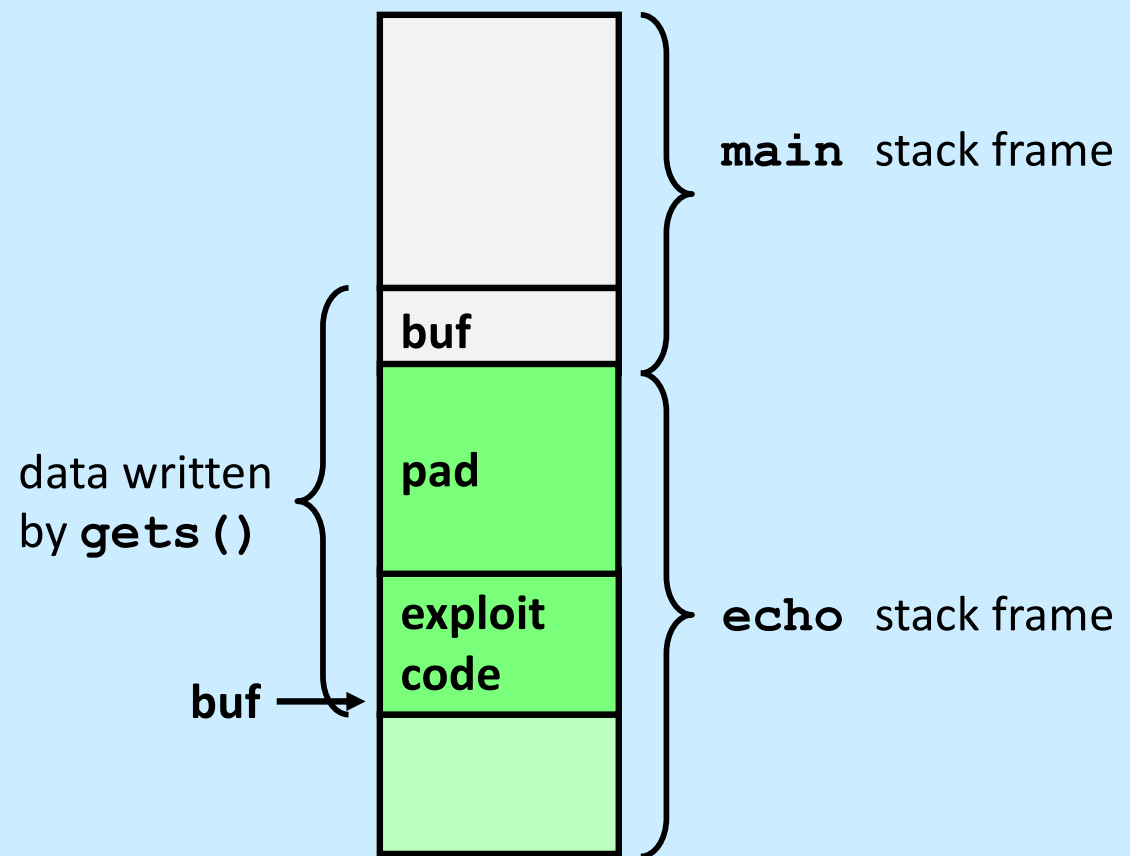 main stack frame
buf
data written
by gets()
pad
exploit
code
echo stack frame
buf